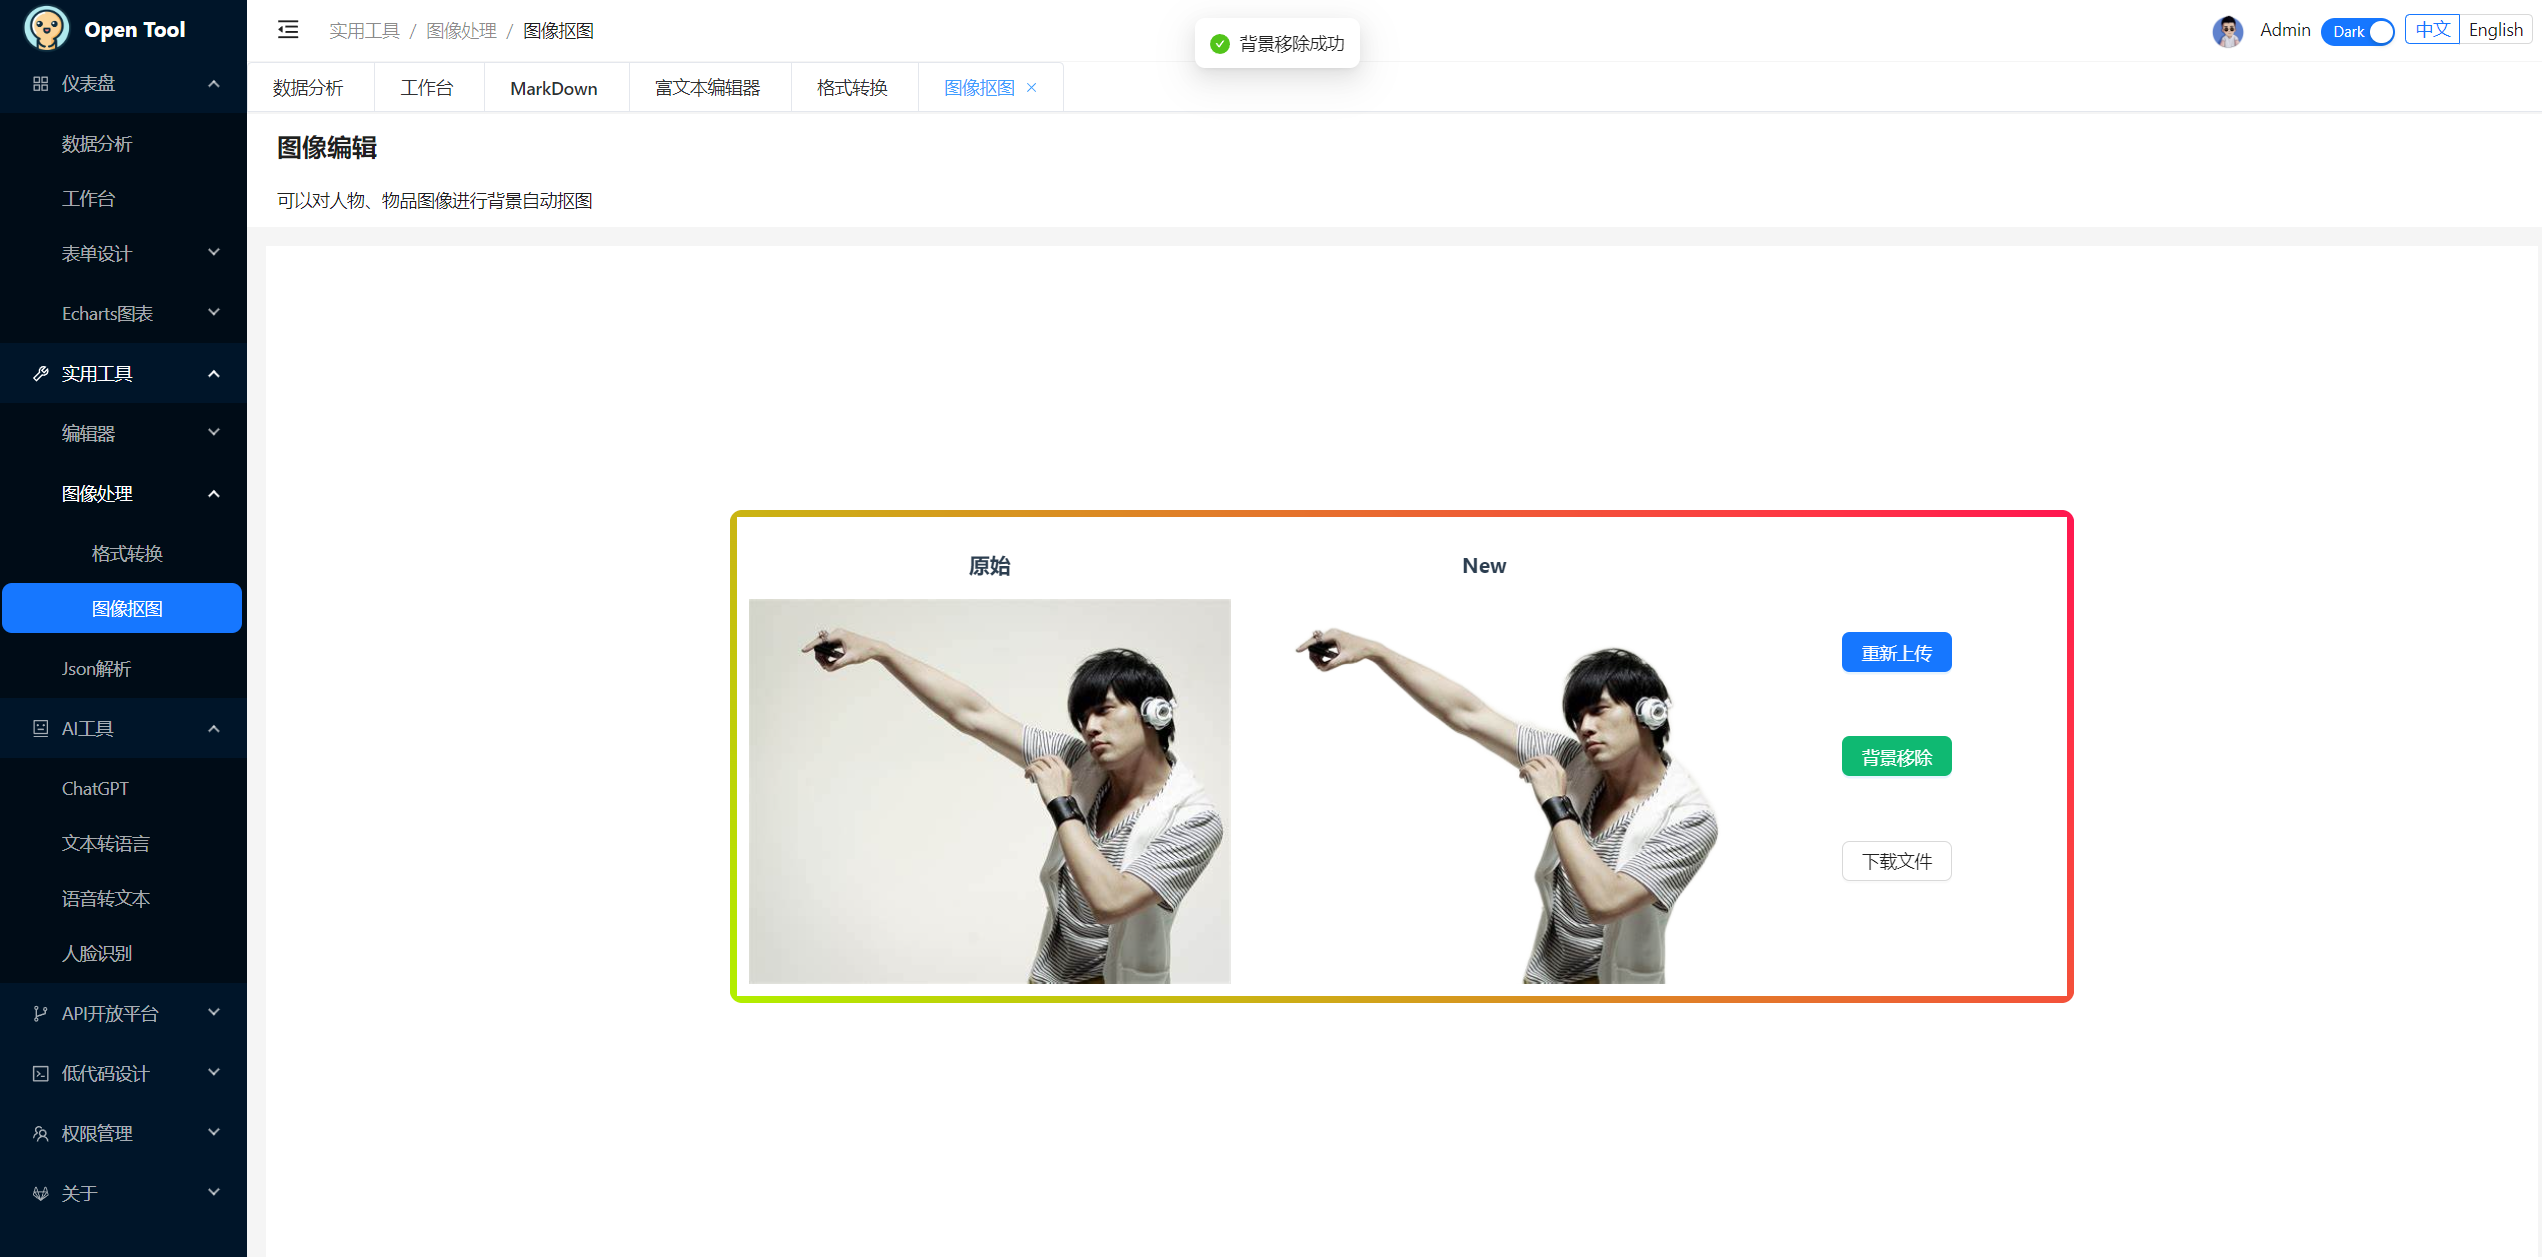 Open Tool
仪表盘
数据分析
工作台
表单设计
Echarts图表
实用工具
编辑器
图像处理
格式转换
图像抠图
Json解析
AI工具
ChatGPT
文本转语言
语音转文本
人脸识别
API开放平台
低代码设计
权限管理
关于
实用工具 / 图像处理 / 图像抠图
背景移除成功
Admin Dark 中文 English
数据分析 工作台 MarkDown 富文本编辑器 格式转换 图像抠图
图像编辑
可以对人物、物品图像进行背景自动抠图
原始 New
重新上传
背景移除
下载文件